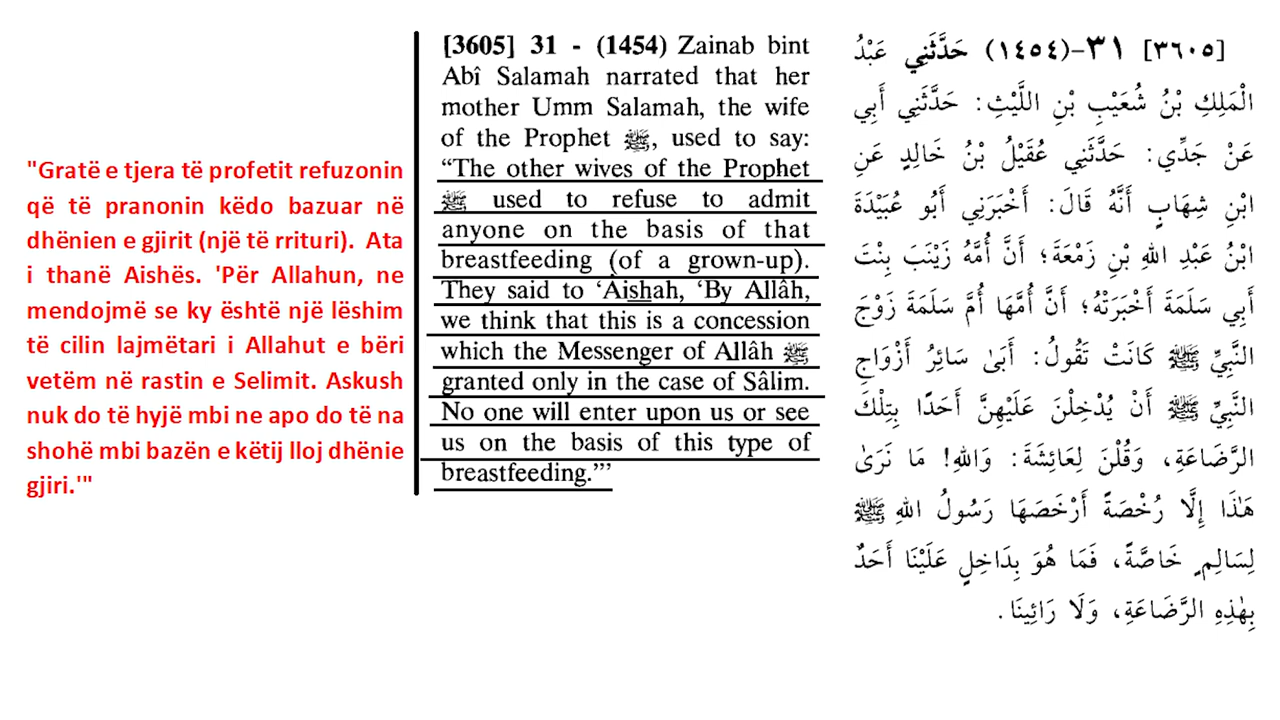 "Gratë e tjera të profetit refuzonin
që të pranonin këdo bazuar në
dhënien e gjirit (një të rrituri). Ata
i thanë Aishës. 'Për Allahun, ne
mendojmë se ky është një lëshim
të cilin lajmëtari i Allahut e bëri
vetëm në rastin e Selimit. Askush
nuk do të hyjë mbi ne apo do të na
shohë mbi bazën e këtij lloj dhënie
gjiri.'"
[3605] 31 - (1454) Zainab bint
Abî Salamah narrated that her
mother Umm Salamah, the wife
of the Prophet ﷺ, used to say:
“The other wives of the Prophet
ﷺ used to refuse to admit
anyone on the basis of that
breastfeeding (of a grown-up).
They said to ‘Âishah, ‘By Allâh,
we think that this is a concession
which the Messenger of Allâh ﷺ
granted only in the case of Sâlim.
No one will enter upon us or see
us on the basis of this type of
breastfeeding.”’
[٣٦٠٥] ٣١-(١٤٥٤) حَدَّثَنِي عَبْدُ
الْمَلِكِ بْنُ شُعَيْبِ بْنِ اللَّيْثِ: حَدَّثَنِي أَبِي
عَنْ جَدِّي: حَدَّثَنِي عُقَيْلُ بْنُ خَالِدٍ عَنِ
ابْنِ شِهَابٍ أَنَّهُ قَالَ: أَخْبَرَنِي أَبُو عُبَيْدَةَ
ابْنُ عَبْدِ اللهِ بْنِ زَمْعَةَ؛ أَنَّ أُمَّهُ زَيْنَبَ بِنْتَ
أَبِي سَلَمَةَ أَخْبَرَتْهُ؛ أَنَّ أُمَّهَا أُمَّ سَلَمَةَ زَوْجَ
النَّبِيِّ ﷺ كَانَتْ تَقُولُ: أَبَىٰ سَائِرُ أَزْوَاجِ
النَّبِيِّ ﷺ أَنْ يُدْخِلْنَ عَلَيْهِنَّ أَحَدًا بِتِلْكَ
الرَّضَاعَةِ، وَقُلْنَ لِعَائِشَةَ: وَاللهِ! مَا نَرَىٰ
هَٰذَا إِلَّا رُخْصَةً أَرْخَصَهَا رَسُولُ اللهِ ﷺ
لِسَالِمٍ خَاصَّةً، فَمَا هُوَ بِدَاخِلٍ عَلَيْنَا أَحَدٌ
بِهَٰذِهِ الرَّضَاعَةِ، وَلَا رَائِينَا.